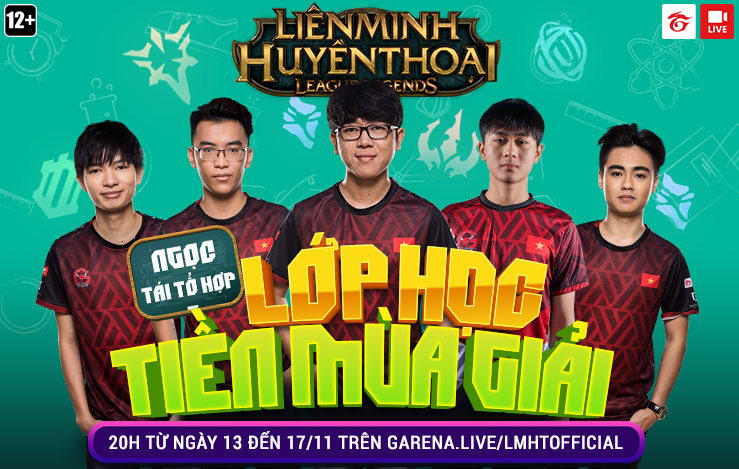 12+
LIÊN MINH
HUYỀN THOẠI
LEAGUE LEGENDS
LIVE
NGỌC
TÁI TỔ HỢP
LỚP HỌC
TIỀN MÙA GIẢI
20H TỪ NGÀY 13 ĐẾN 17/11 TRÊN GARENA.LIVE/LMHTOFFICIAL